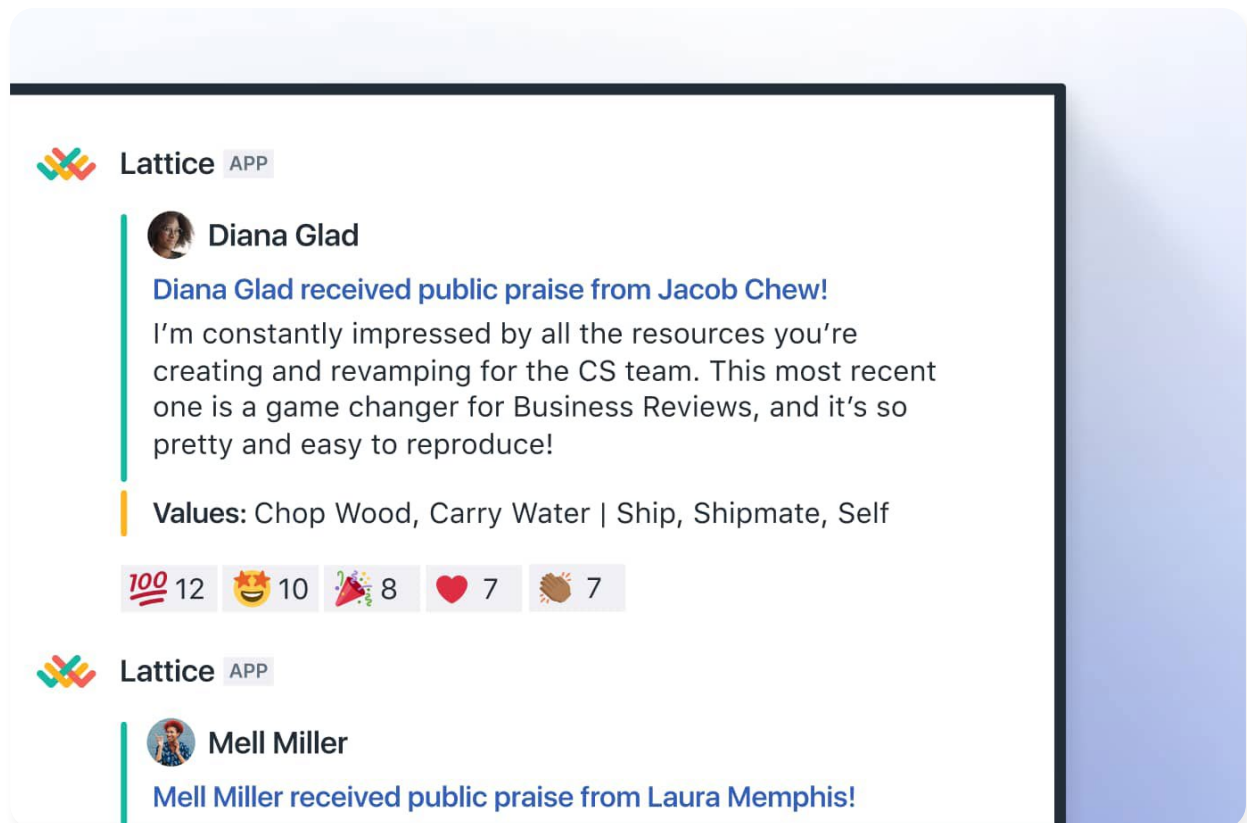 Lattice APP
Diana Glad
Diana Glad received public praise from Jacob Chew!
I’m constantly impressed by all the resources you’re
creating and revamping for the CS team. This most recent
one is a game changer for Business Reviews, and it’s so
pretty and easy to reproduce!
Values: Chop Wood, Carry Water | Ship, Shipmate, Self
💯 12 🤩 10 🎉 8 ❤️ 7 👏🏾 7
Lattice APP
Mell Miller
Mell Miller received public praise from Laura Memphis!